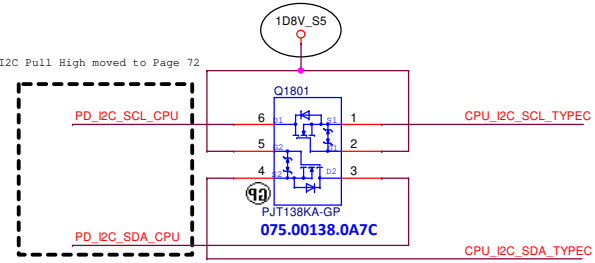 1D8V_S5
I2C Pull High moved to Page 72
Q1801
PD_I2C_SCL_CPU
6
D1
S1
1
CPU_I2C_SCL_TYPEC
5
G2
G1
2
4
S2
D2
3
GP
PJT138KA-GP
075.00138.0A7C
PD_I2C_SDA_CPU
CPU_I2C_SDA_TYPEC